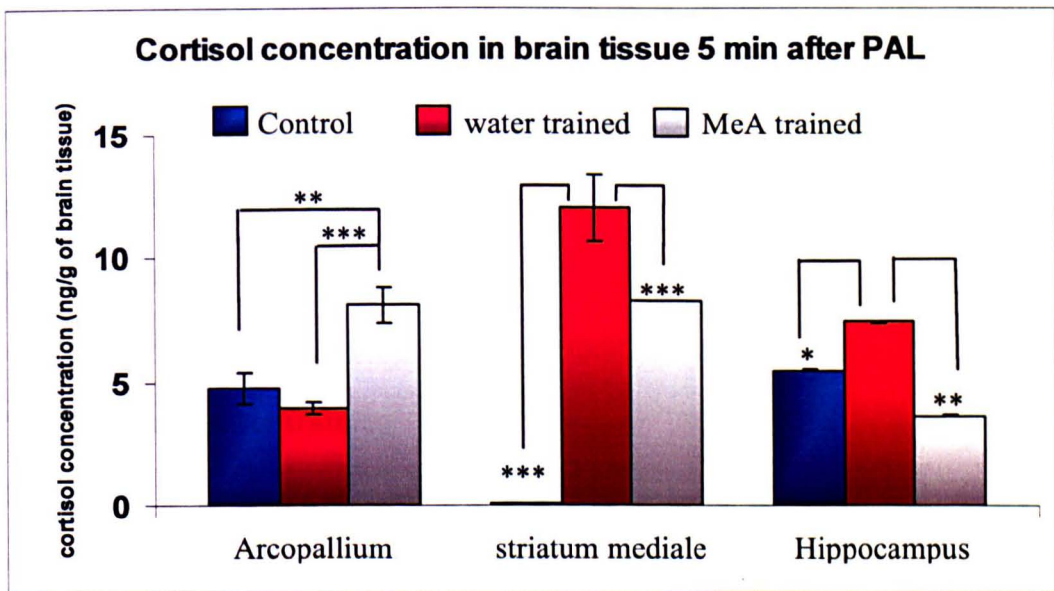 Cortisol concentration in brain tissue 5 min after PAL
Control water trained MeA trained
cortisol concentration (ng/g of brain tissue)
15
10
5
0
**
***
***
***
*
**
Arcopallium striatum mediale Hippocampus